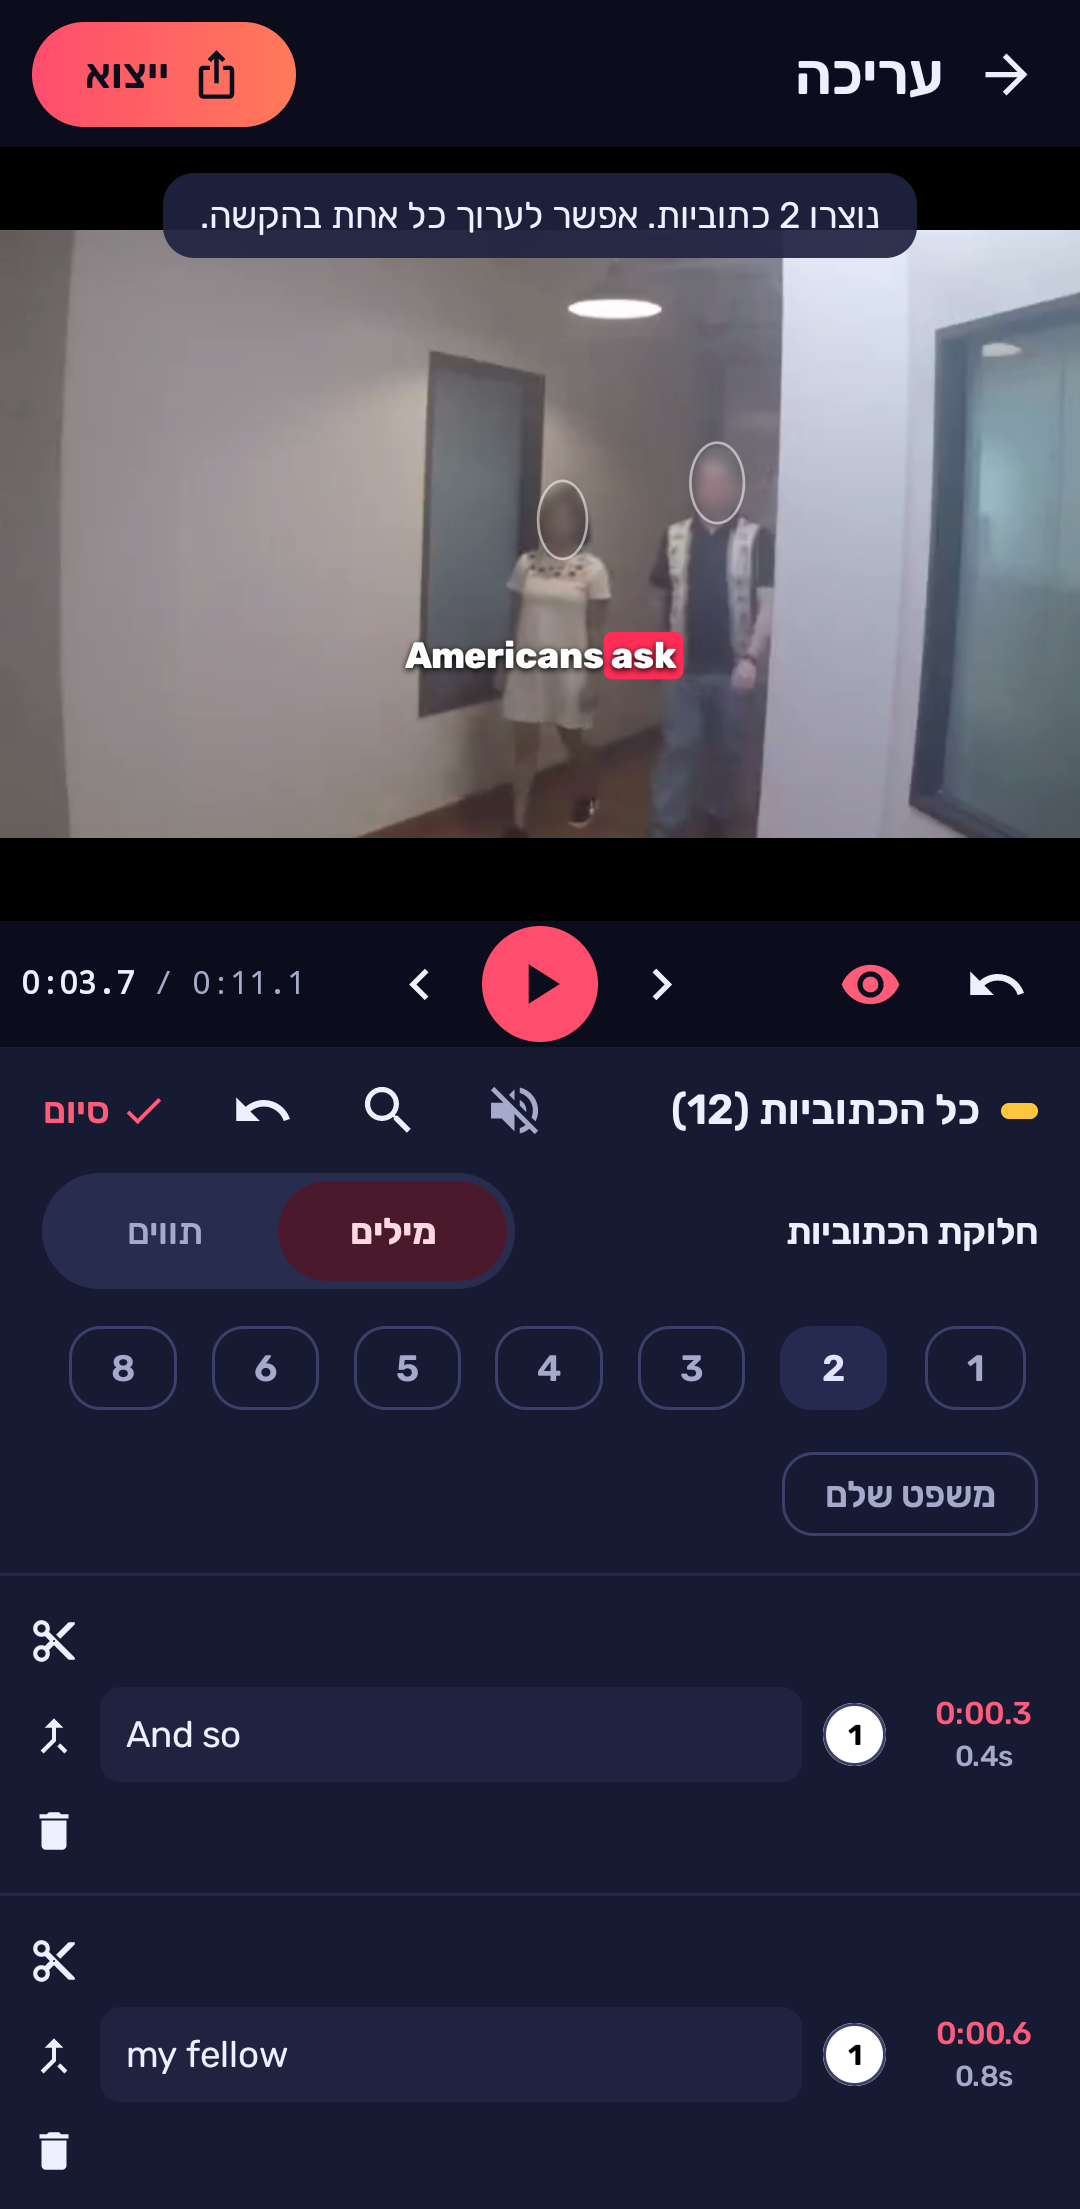 עריכה
ייצוא
נוצרו 2 כתוביות. אפשר לערוך כל אחת בהקשה.
Americans ask
0:03.7 / 0:11.1
כל הכתוביות (12)
סיום
חלוקת הכתוביות
מילים
תווים
1 2 3 4 5 6 8
משפט שלם
0:00.3
0.4s
1
And so
0:00.6
0.8s
1
my fellow